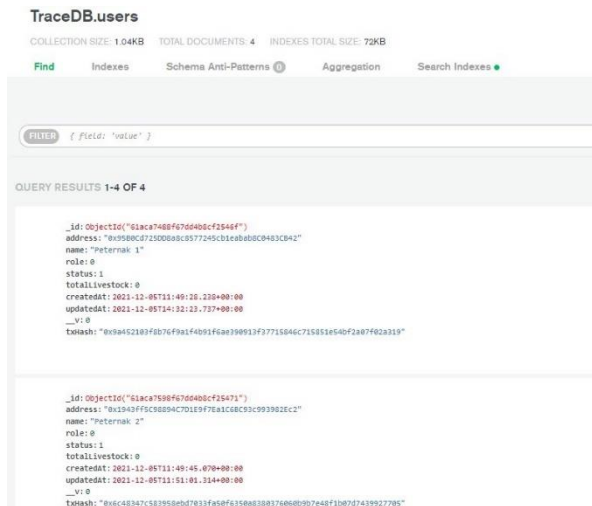 TraceDB.users
COLLECTION SIZE: 1.04KB TOTAL DOCUMENTS: 4 INDEXES TOTAL SIZE: 72KB
Find Indexes Schema Anti-Patterns 0 Aggregation Search Indexes
FILTER { field: 'value' }
QUERY RESULTS 1-4 OF 4
_id: ObjectId("61aca7488f67dd4b8cf2546f")
address: "0x95B0Cd725DD8a8c8577245cb1eabab8C0483CB42"
name: "Peternak 1"
role: 0
status: 1
totalLivestock: 0
createdAt: 2021-12-05T11:49:28.238+00:00
updatedAt: 2021-12-05T14:32:23.737+00:00
__v: 0
txHash: "0x9a452103f8b76f9a1f4b91f6ae390913f37715846c715851e54bf2a07f02a319"
_id: ObjectId("61aca7598f67dd4b8cf25471")
address: "0x1943ff5C98894C7D1E9f7Ea1C6BC93c993982Ec2"
name: "Peternak 2"
role: 0
status: 1
totalLivestock: 0
createdAt: 2021-12-05T11:49:45.070+00:00
updatedAt: 2021-12-05T11:51:01.314+00:00
__v: 0
txHash: "0x6c48347c583958ebd7033fa50f6350a8380376060b9b7e48f1b07d7439927705"